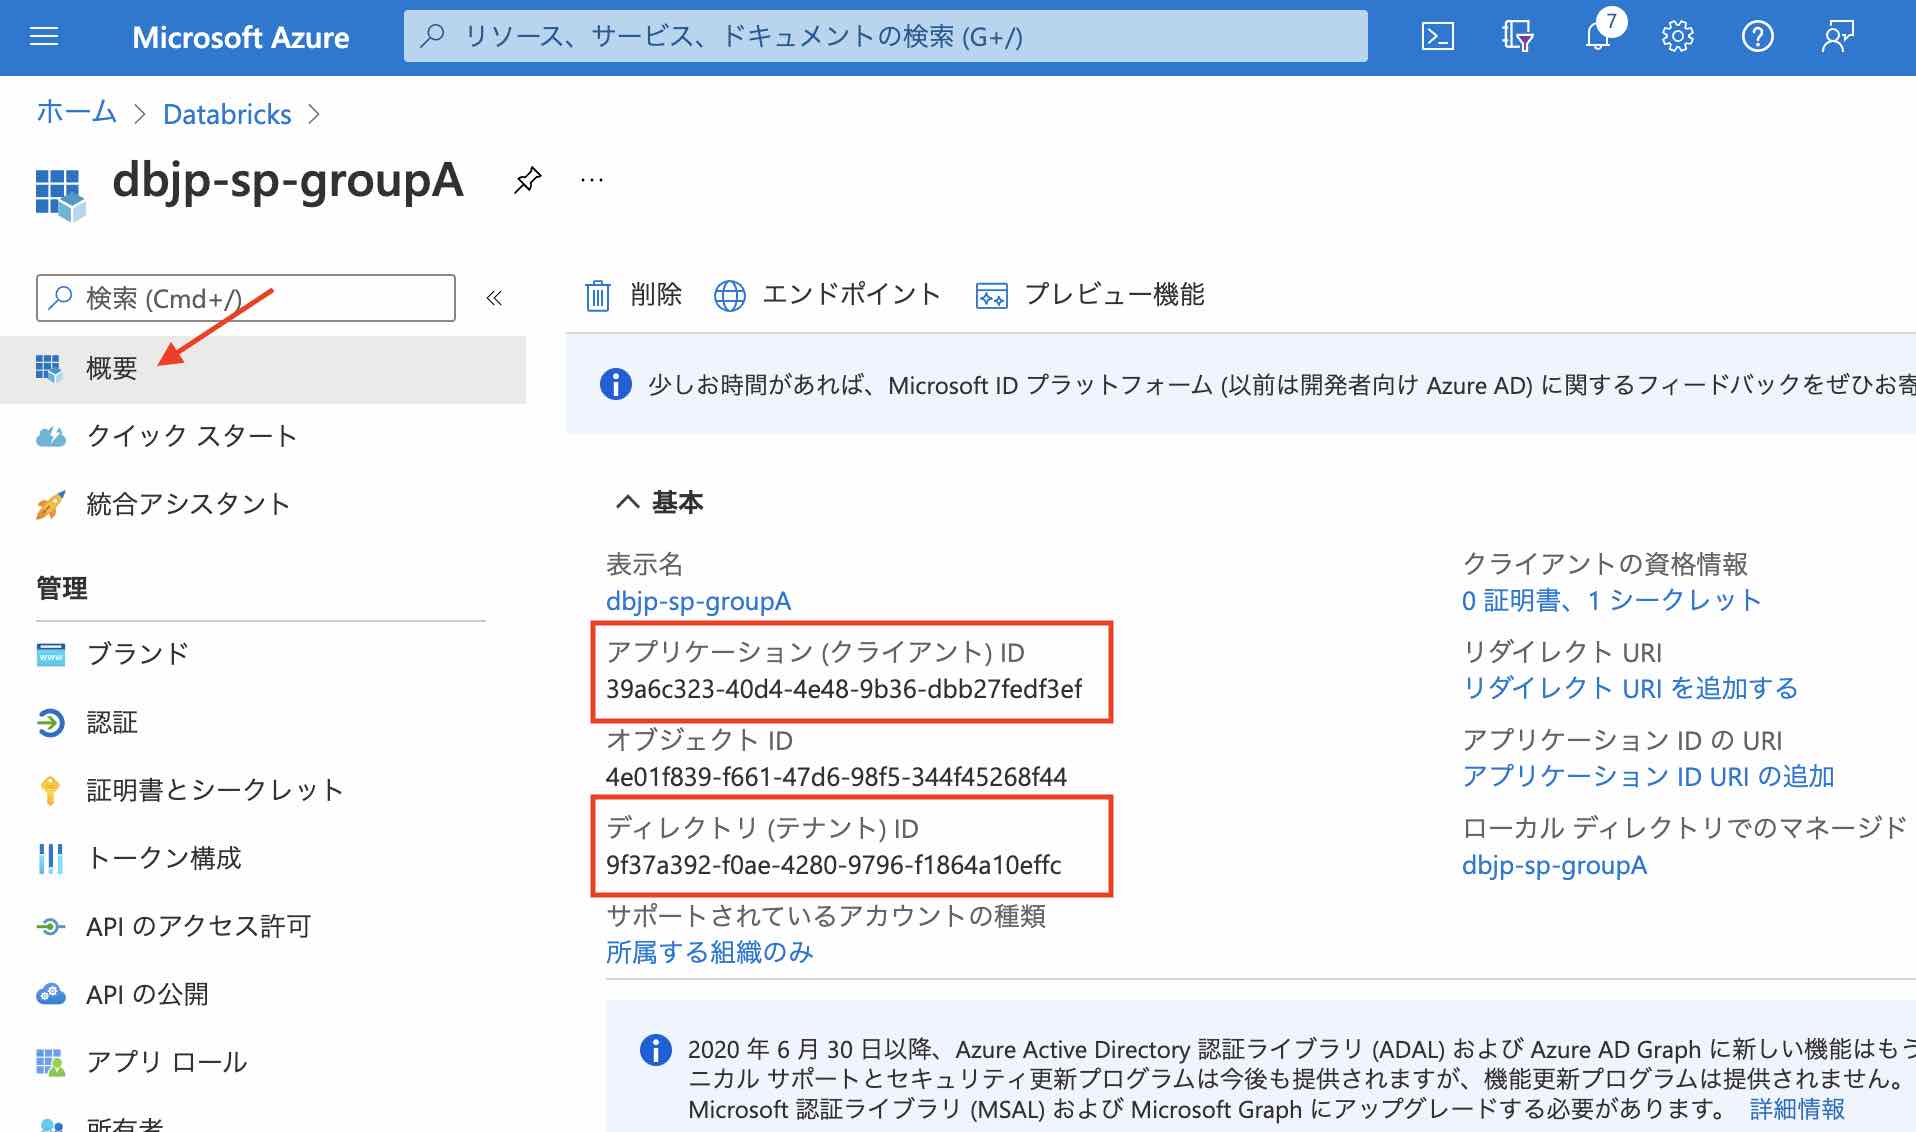 Microsoft Azure
リソース、サービス、ドキュメントの検索 (G+/)
7
ホーム > Databricks >
dbjp-sp-groupA
…
検索 (Cmd+/)
«
概要
クイック スタート
統合アシスタント
管理
ブランド
認証
証明書とシークレット
トークン構成
API のアクセス許可
API の公開
アプリ ロール
所有者
削除
エンドポイント
プレビュー機能
少しお時間があれば、Microsoft ID プラットフォーム (以前は開発者向け Azure AD) に関するフィードバックをぜひお寄
基本
表示名
dbjp-sp-groupA
アプリケーション (クライアント) ID
39a6c323-40d4-4e48-9b36-dbb27fedf3ef
オブジェクト ID
4e01f839-f661-47d6-98f5-344f45268f44
ディレクトリ (テナント) ID
9f37a392-f0ae-4280-9796-f1864a10effc
サポートされているアカウントの種類
所属する組織のみ
クライアントの資格情報
0 証明書、1 シークレット
リダイレクト URI
リダイレクト URI を追加する
アプリケーション ID の URI
アプリケーション ID URI の追加
ローカル ディレクトリでのマネージド
dbjp-sp-groupA
2020 年 6 月 30 日以降、Azure Active Directory 認証ライブラリ (ADAL) および Azure AD Graph に新しい機能はもう
ニカル サポートとセキュリティ更新プログラムは今後も提供されますが、機能更新プログラムは提供されません。
Microsoft 認証ライブラリ (MSAL) および Microsoft Graph にアップグレードする必要があります。 詳細情報